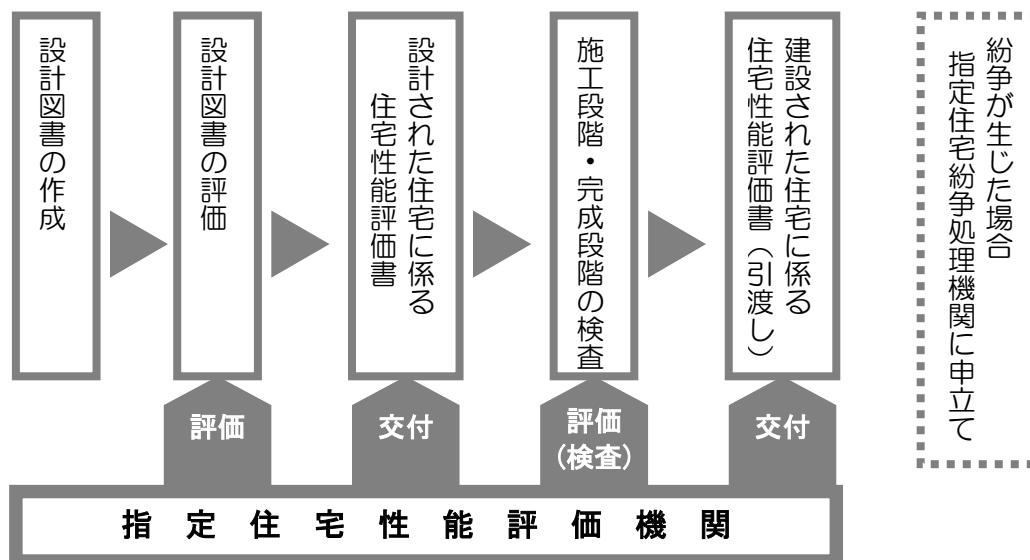 設計図書の作成
設計図書の評価
設計された住宅に係る
住宅性能評価書
施工段階・完成段階の検査
建設された住宅に係る
住宅性能評価書（引渡し）
紛争が生じた場合
指定住宅紛争処理機関に申立て
評価
交付
評価
（検査）
交付
指定住宅性能評価機関